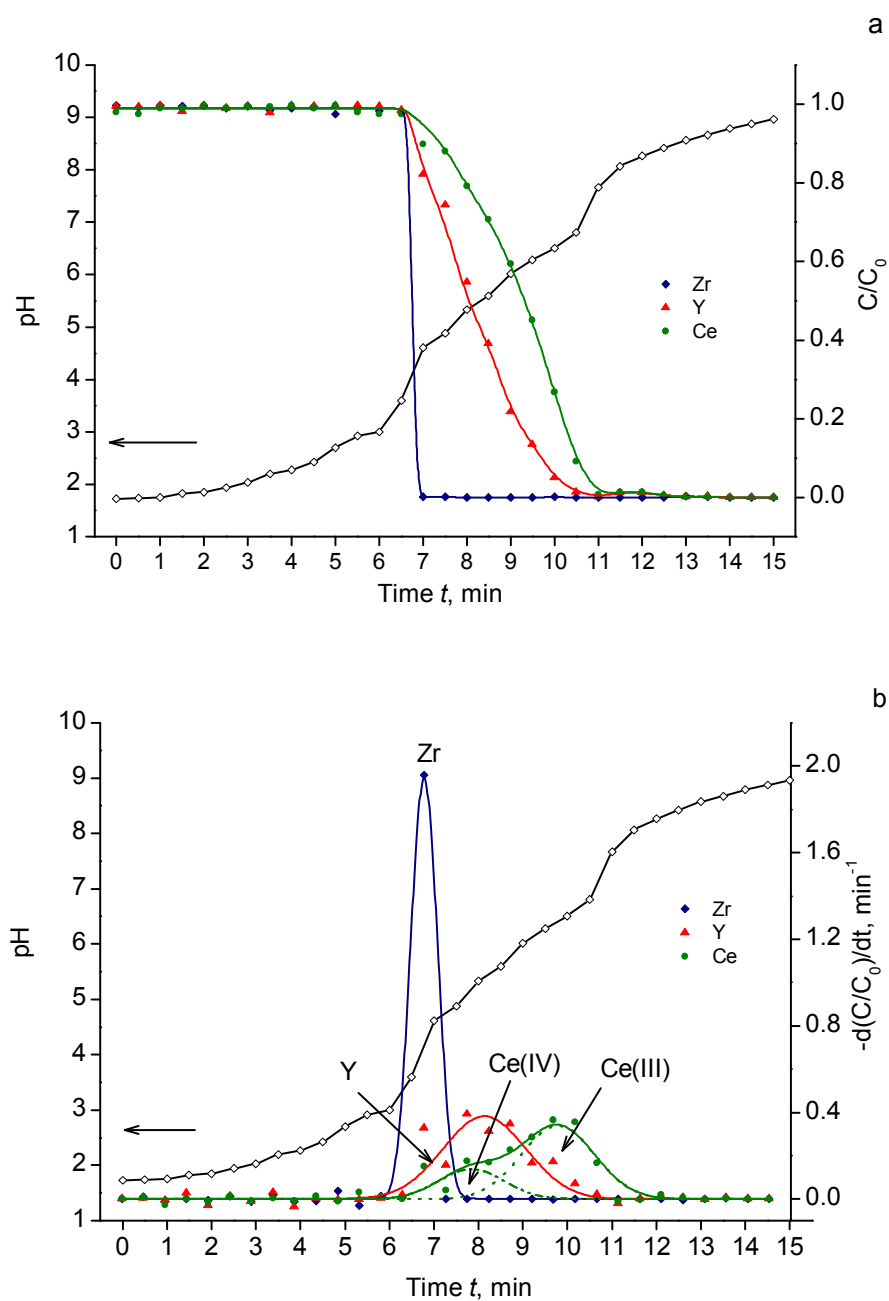 a
10
9
8
7
6
5
4
3
2
1
pH
1.0
0.8
0.6
0.4
0.2
0.0
C/C₀
Zr
Y
Ce
0 1 2 3 4 5 6 7 8 9 10 11 12 13 14 15
Time t, min
b
10
9
8
7
6
5
4
3
2
1
pH
2.0
1.6
1.2
0.8
0.4
0.0
-d(C/C₀)/dt, min⁻¹
Zr
Zr
Y
Ce
Y
Ce(IV)
Ce(III)
0 1 2 3 4 5 6 7 8 9 10 11 12 13 14 15
Time t, min